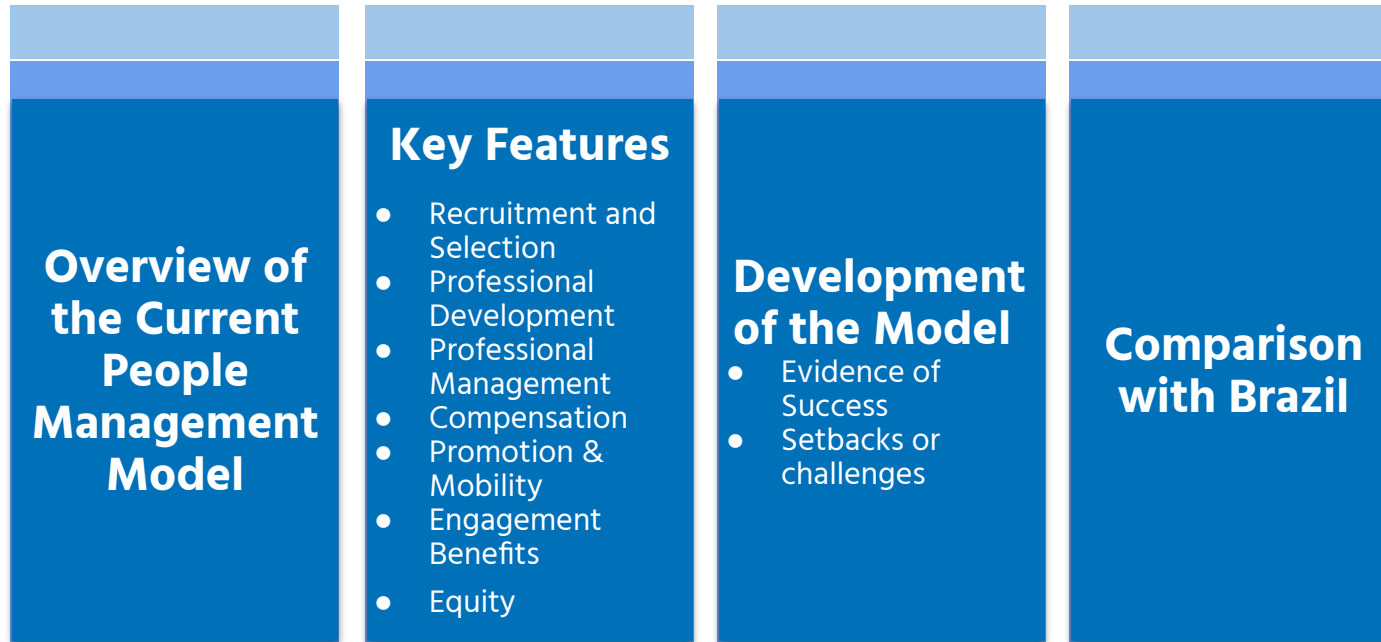 Overview of
the Current
People
Management
Model
Key Features
● Recruitment and
Selection
● Professional
Development
● Professional
Management
● Compensation
● Promotion &
Mobility
● Engagement
Benefits
● Equity
Development
of the Model
● Evidence of
Success
● Setbacks or
challenges
Comparison
with Brazil